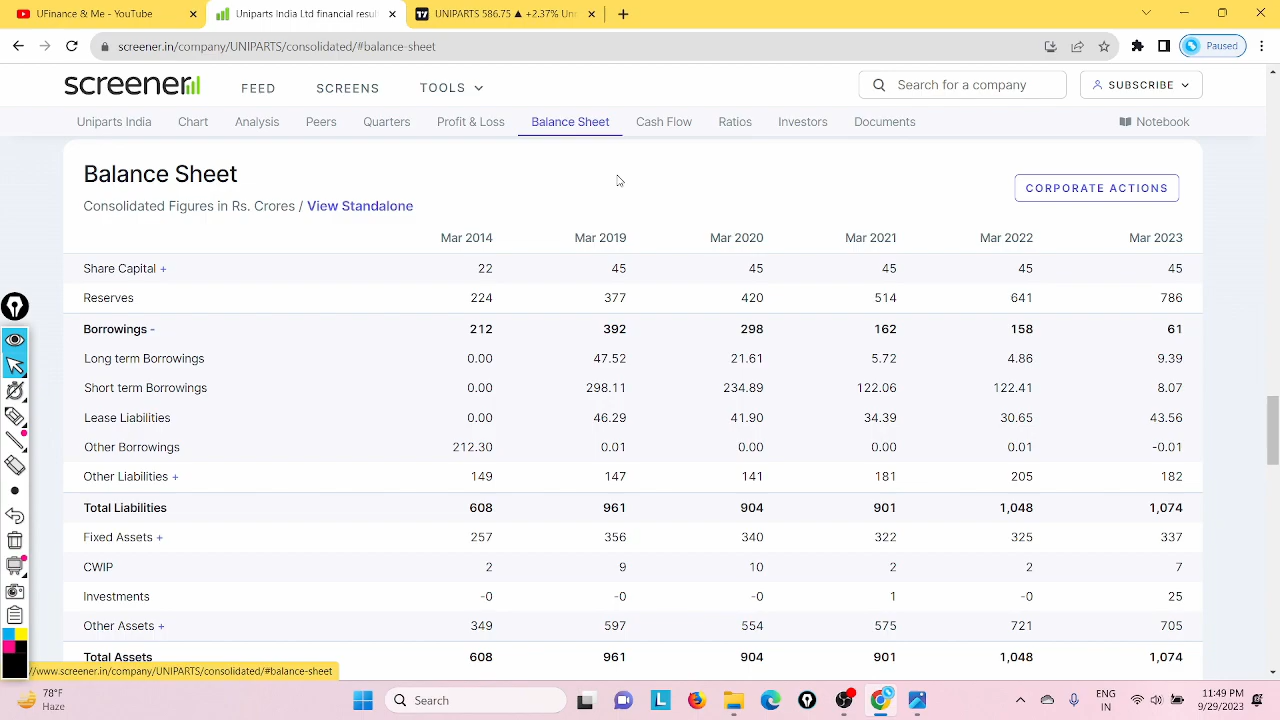 UFinance & Me - YouTube
Uniparts India Ltd financial resul
UNIPARTS 586.75 ▲ +2.37% Un
screener.in/company/UNIPARTS/consolidated/#balance-sheet
Paused
screener
FEED
SCREENS
TOOLS
Search for a company
SUBSCRIBE
Uniparts India Chart Analysis Peers Quarters Profit & Loss Balance Sheet Cash Flow Ratios Investors Documents Notebook
Balance Sheet
CORPORATE ACTIONS
Consolidated Figures in Rs. Crores / View Standalone
Mar 2014 Mar 2019 Mar 2020 Mar 2021 Mar 2022 Mar 2023
Share Capital + 22 45 45 45 45 45
Reserves 224 377 420 514 641 786
Borrowings - 212 392 298 162 158 61
Long term Borrowings 0.00 47.52 21.61 5.72 4.86 9.39
Short term Borrowings 0.00 298.11 234.89 122.06 122.41 8.07
Lease Liabilities 0.00 46.29 41.90 34.39 30.65 43.56
Other Borrowings 212.30 0.01 0.00 0.00 0.01 -0.01
Other Liabilities + 149 147 141 181 205 182
Total Liabilities 608 961 904 901 1,048 1,074
Fixed Assets + 257 356 340 322 325 337
CWIP 2 9 10 2 2 7
Investments -0 -0 -0 1 -0 25
Other Assets + 349 597 554 575 721 705
Total Assets 608 961 904 901 1,048 1,074
//www.screener.in/company/UNIPARTS/consolidated/#balance-sheet
78°F
Haze
Search
ENG
IN
11:49 PM
9/29/2023